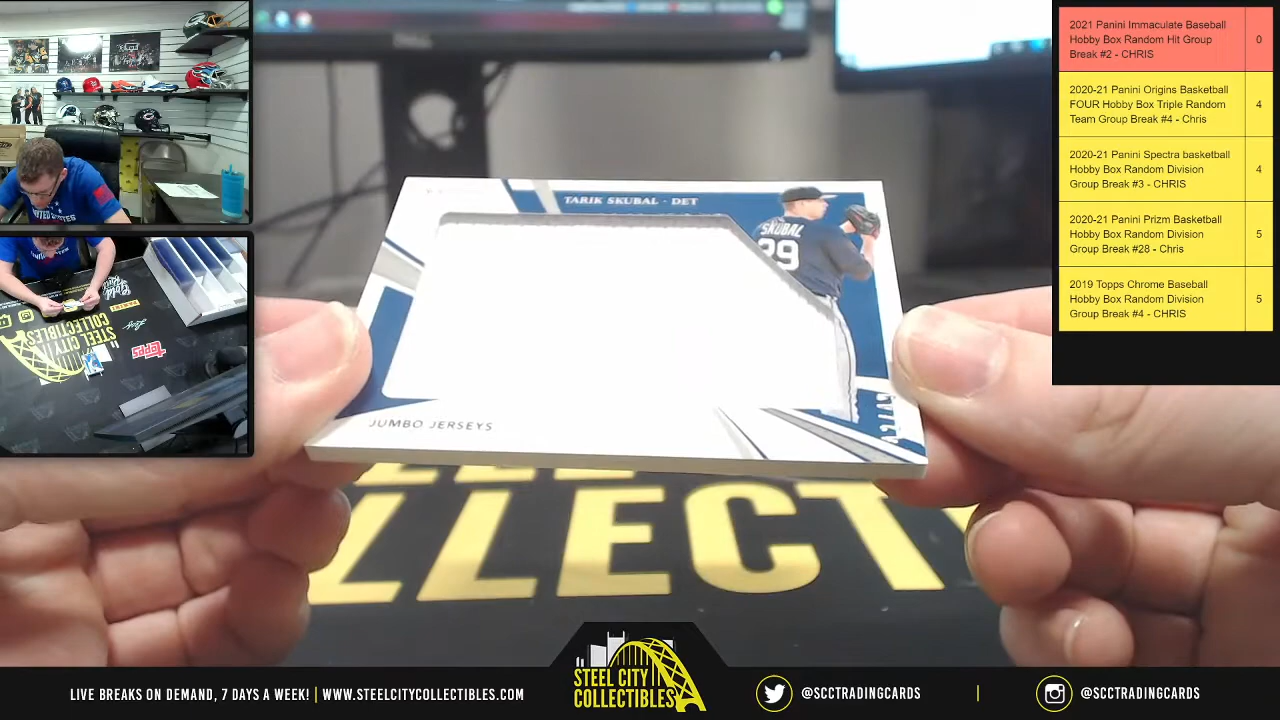 2021 Panini Immaculate Baseball
Hobby Box Random Hit Group
Break #2 - CHRIS
0
2020-21 Panini Origins Basketball
FOUR Hobby Box Triple Random
Team Group Break #4 - Chris
4
2020-21 Panini Spectra basketball
Hobby Box Random Division
Group Break #3 - CHRIS
4
2020-21 Panini Prizm Basketball
Hobby Box Random Division
Group Break #28 - Chris
5
2019 Topps Chrome Baseball
Hobby Box Random Division
Group Break #4 - CHRIS
5
TARIK SKUBAL · DET
SKUBAL
29
JUMBO JERSEYS
STEEL CITY
COLLECTIBLES
PANINI
topps
LLECT
LIVE BREAKS ON DEMAND, 7 DAYS A WEEK! | WWW.STEELCITYCOLLECTIBLES.COM
STEEL CITY
COLLECTIBLES
@SCCTRADINGCARDS
@SCCTRADINGCARDS